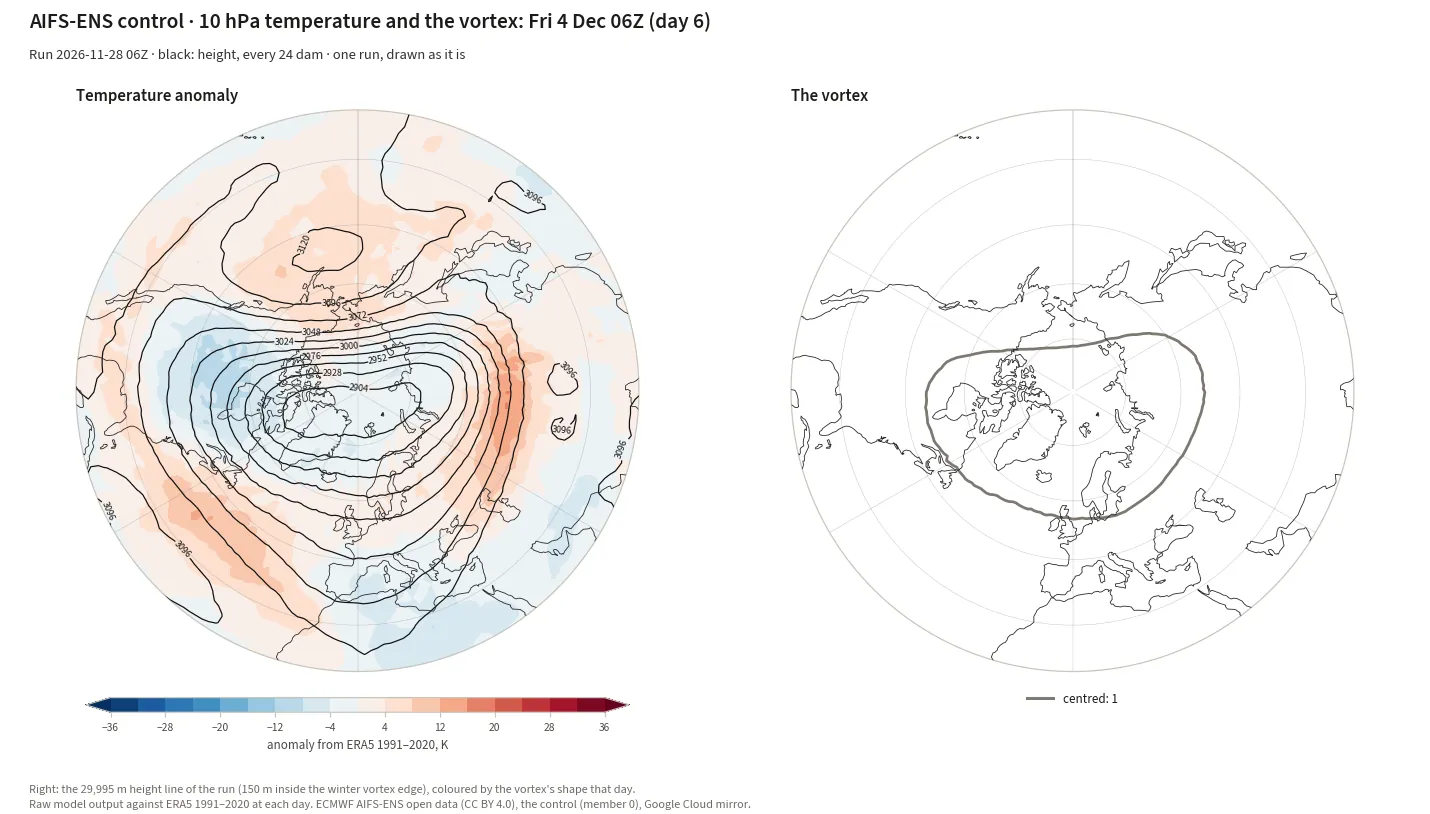 AIFS-ENS control · 10 hPa temperature and the vortex: Fri 4 Dec 06Z (day 6)
Run 2026-11-28 06Z · black: height, every 24 dam · one run, drawn as it is
Temperature anomaly
The vortex
3096
3120
3096
3072
3048
3024
3000
2976
2952
2928
2904
3096
3096
3096
3096
3096
centred: 1
−36 −28 −20 −12 −4 4 12 20 28 36
anomaly from ERA5 1991–2020, K
Right: the 29,995 m height line of the run (150 m inside the winter vortex edge), coloured by the vortex's shape that day.
Raw model output against ERA5 1991–2020 at each day. ECMWF AIFS-ENS open data (CC BY 4.0), the control (member 0), Google Cloud mirror.